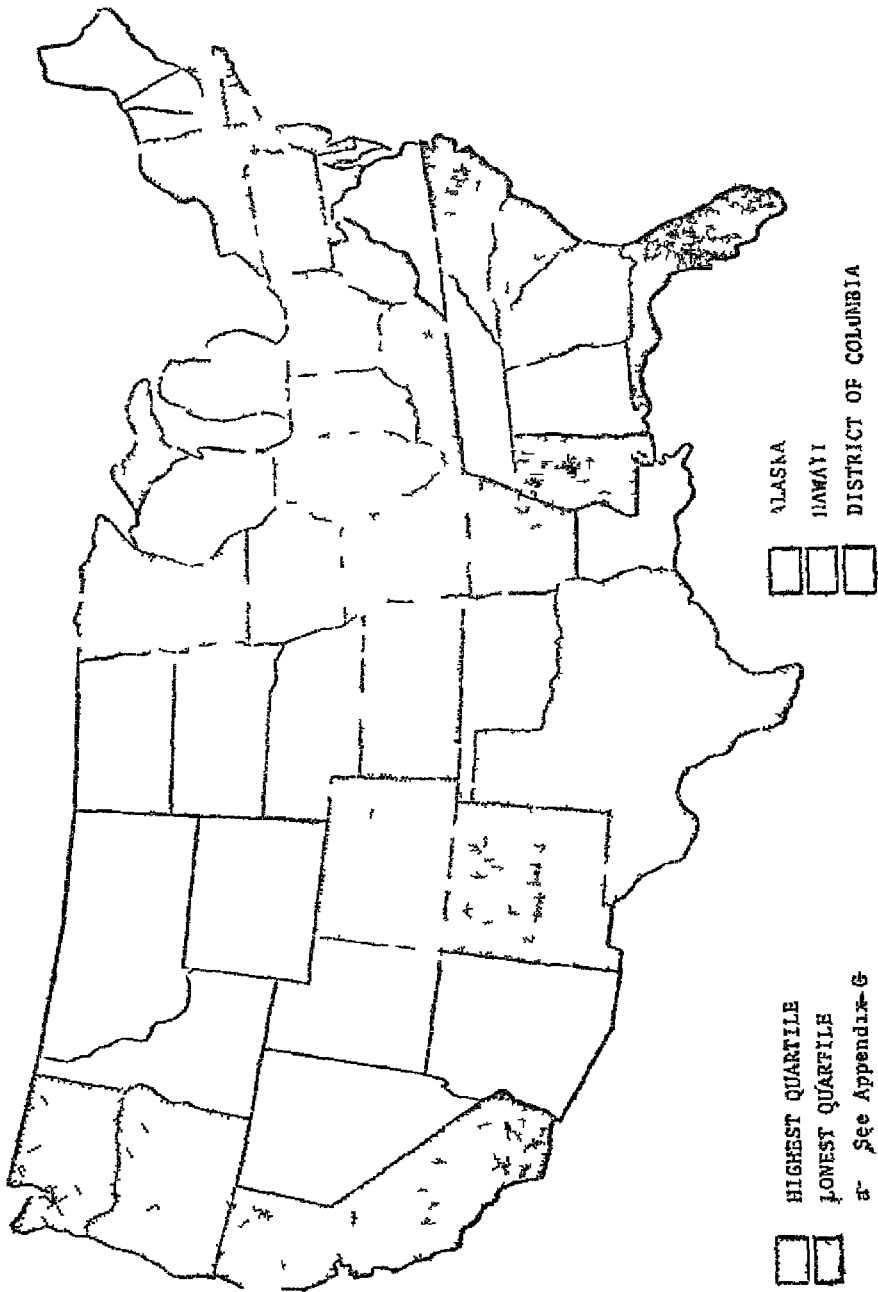 HIGHEST QUARTILE
LOWEST QUARTILE
a- See Appendix-G
ALASKA
HAWAII
DISTRICT OF COLUMBIA